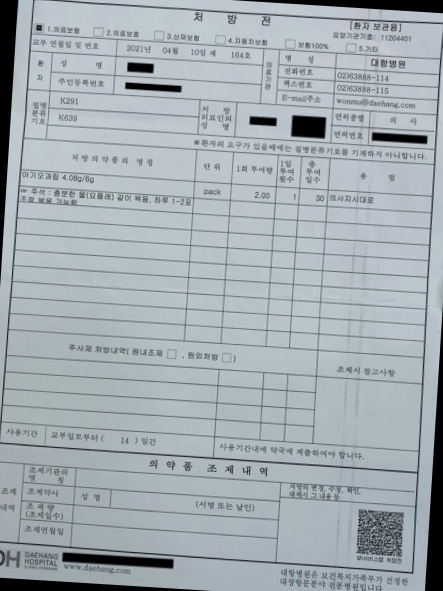 처 방 전
[환자 보관용]
■ 1.의료보험 □ 2.의료보호 □ 3.산재보험 □ 4.자동차보험 □ 보험100% □ 5.기타
요양기관기호: 11204401
교부 연월일 및 번호 2021년 04월 10일 제 164호
환자
성 명
주민등록번호
의료기관
명 칭 대항병원
전화번호 02)63888-114
팩스번호 02)63888-115
E-mail주소 wonmu@daehang.com
질병분류기호
K291
K639
처 방 의료인의 성 명
면허종별 의 사
면허번호
※환자의 요구가 있을때에는 질병분류기호를 기재하지 아니합니다.
처방의약품의 명칭 단 위 1회 투여량 1일 투여 횟수 총 투여 일수 용 법
아기오과립 4.08g/6g pack 2.00 1 30 의사지시대로
☞ 주석 : 충분한 물(요플레) 같이 복용, 하루 1-2포
조절 복용 가능함
주사제 처방내역( 원내조제 □ , 원외처방 □ )
조제시 참고사항
사용기간 교부일로부터 ( 14 ) 일간 사용기간내에 약국에 제출하여야 합니다.
의 약 품 조 제 내 역
조제내역
조제기관의 명 칭
조제약사 성 명 (서명 또는 날인)
조 제 량 (조제일수)
조제연월일
처방의 변경, 수정, 확인,
대체시 그 내용 등
DAEHANG
HOSPITAL
www.daehang.com
대항병원은 보건복지가족부가 선정한
대장항문분야 전문병원입니다.